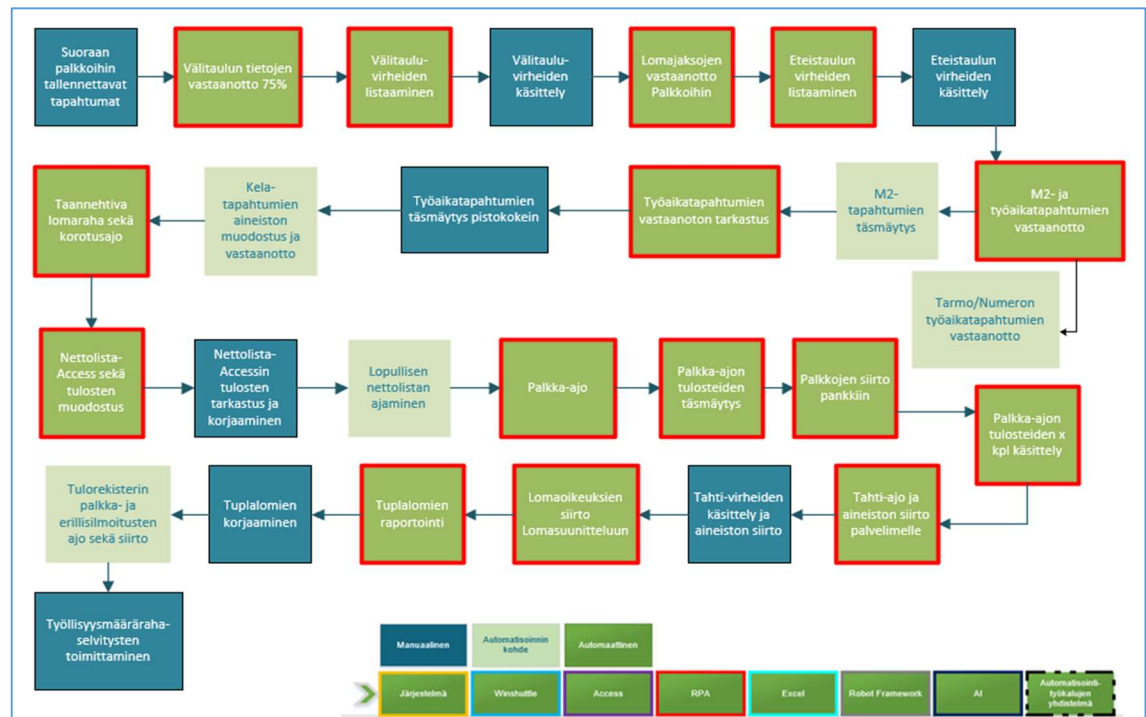 Suoraan
palkkoihin
tallennettavat
tapahtumat
Välitaulun tietojen
vastaanotto 75%
Välitaulu-
virheiden
listaaminen
Välitaulu-
virheiden
käsittely
Lomajaksojen
vastaanotto
Palkkoihin
Eteistaulun
virheiden
listaaminen
Eteistaulun
virheiden
käsittely
M2- ja
työaikatapahtumien
vastaanotto
Tarmo/Numeron
työaikatapahtumien
vastaanotto
M2-
tapahtumien
täsmäytys
Työaikatapahtumien
vastaanoton tarkastus
Työaikatapahtumien
täsmäytys pistokokein
Kela-
tapahtumien
aineiston
muodostus ja
vastaanotto
Taannehtiva
lomaraha sekä
korotusajo
Nettolista-
Access sekä
tulosten
muodostus
Nettolista-
Accessin
tulosten
tarkastus ja
korjaaminen
Lopullisen
nettolistan
ajaminen
Palkka-ajo
Palkka-ajon
tulosteiden
täsmäytys
Palkkojen siirto
pankkiin
Palkka-ajon
tulosteiden x
kpl käsittely
Tahti-ajo ja
aineiston siirto
palvelimelle
Tahti-virheiden
käsittely ja
aineiston siirto
Lomaoikeuksien
siirto
Lomasuunitteluun
Tuplalomien
raportointi
Tuplalomien
korjaaminen
Tulorekisterin
palkka- ja
erillisilmoitusten
ajo sekä siirto
Työllisyysmääräraha-
selvitysten
toimittaminen
Manuaalinen
Automatisoinnin
kohde
Automaattinen
Järjestelmä
Winshuttle
Access
RPA
Excel
Robot Framework
AI
Automatisointi-
työkalujen
yhdistelmä